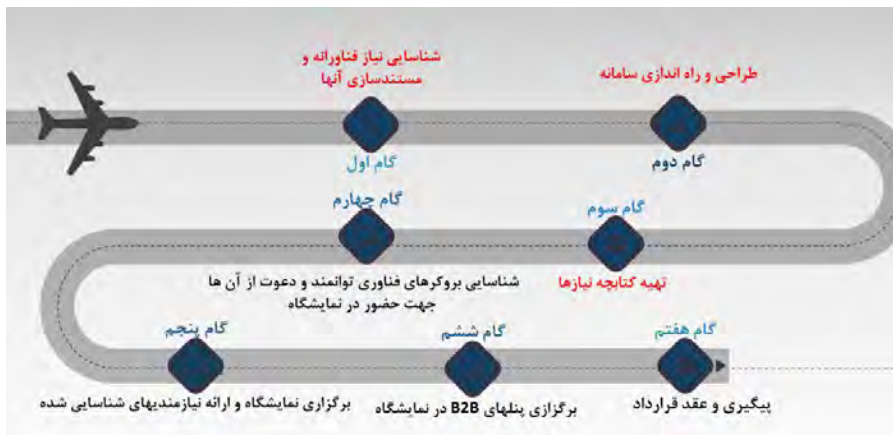 شناسایی نیاز فناورانه و
مستندسازی آنها
گام اول
طراحی و راه اندازی سامانه
گام دوم
گام سوم
تهیه کتابچه نیازها
گام چهارم
شناسایی بروکرهای فناوری توانمند و دعوت از آن ها
جهت حضور در نمایشگاه
گام پنجم
برگزاری نمایشگاه و ارائه نیازمندیهای شناسایی شده
گام ششم
برگزازی پنلهای B2B در نمایشگاه
گام هفتم
پیگیری و عقد قرارداد